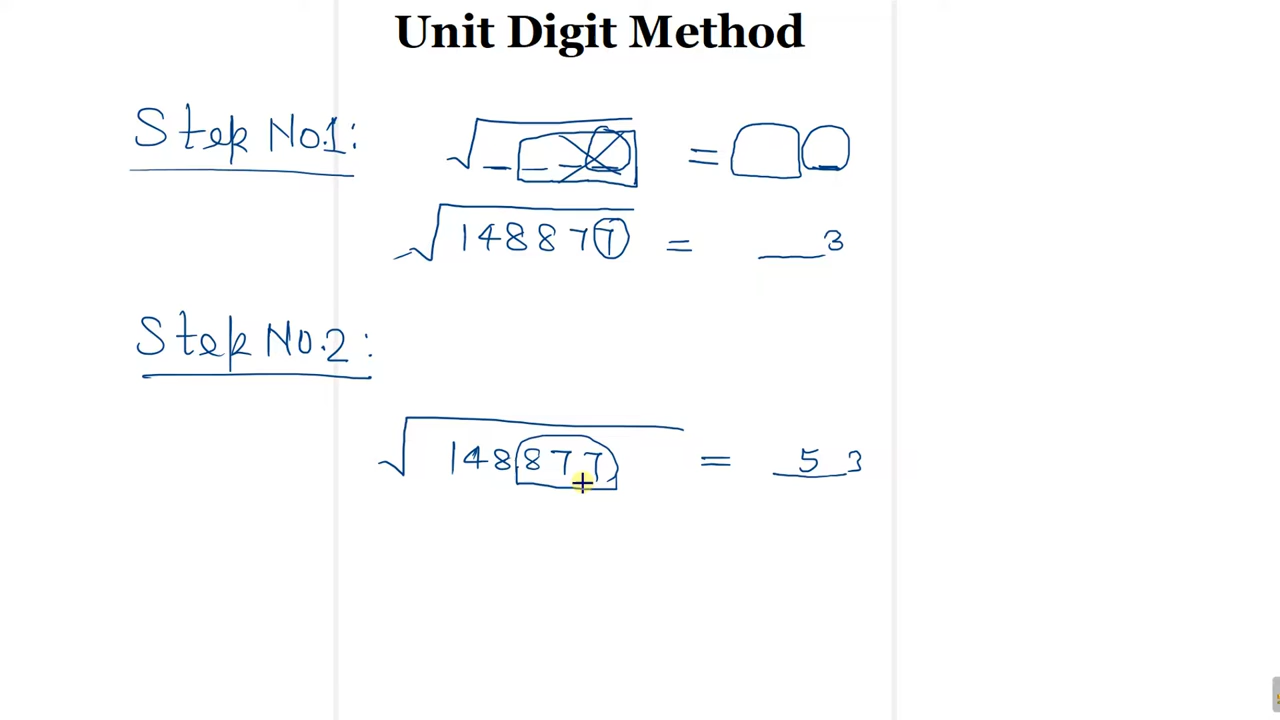 Unit Digit Method
Step No.1:
√_ _ _ _ =
√148877 = 3
Step No.2:
√148877 = 53